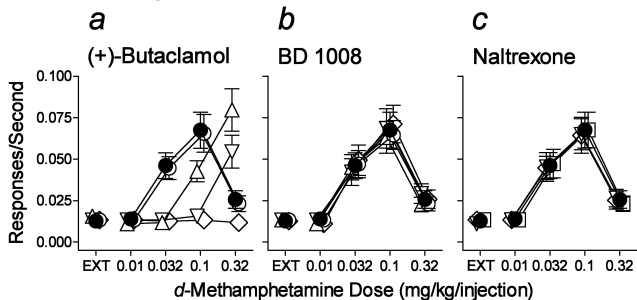 a b c
(+)-Butaclamol BD 1008 Naltrexone
Responses/Second
0.100
0.075
0.050
0.025
0.000
EXT 0.01 0.032 0.1 0.32 EXT 0.01 0.032 0.1 0.32 EXT 0.01 0.032 0.1 0.32
d-Methamphetamine Dose (mg/kg/injection)